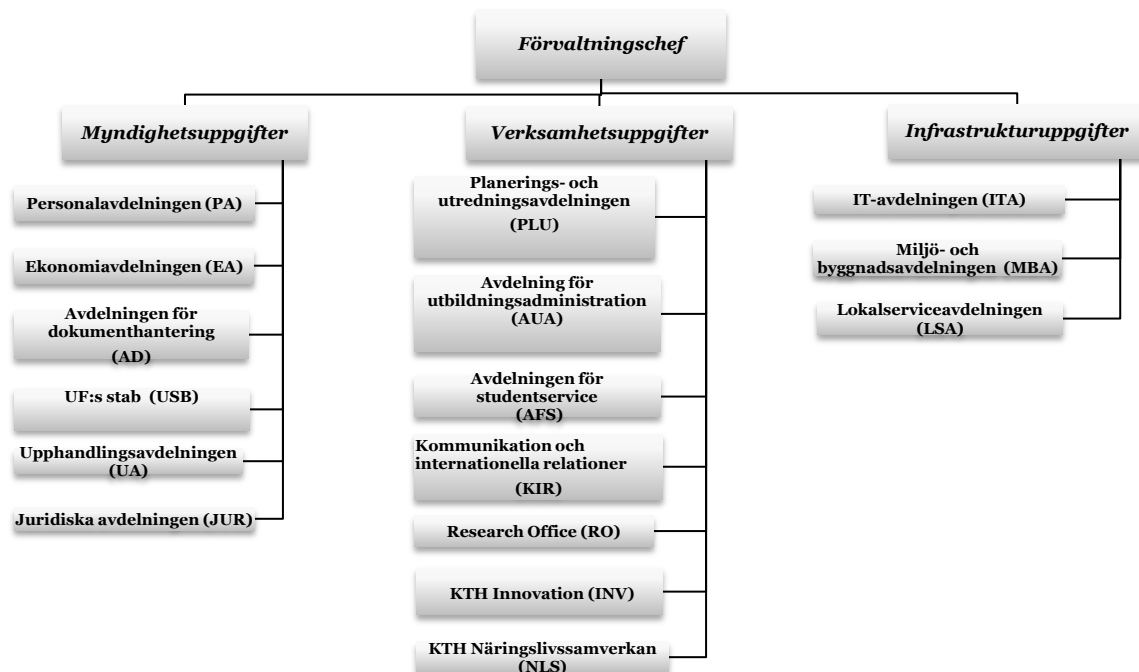 Förvaltningschef
Myndighetsuppgifter
Personalavdelningen (PA)
Ekonomiavdelningen (EA)
Avdelningen för
dokumenthantering
(AD)
UF:s stab (USB)
Upphandlingsavdelningen
(UA)
Juridiska avdelningen (JUR)
Verksamhetsuppgifter
Planerings- och
utredningsavdelningen
(PLU)
Avdelning för
utbildningsadministration
(AUA)
Avdelningen för
studentservice
(AFS)
Kommunikation och
internationella relationer
(KIR)
Research Office (RO)
KTH Innovation (INV)
KTH Näringslivssamverkan
(NLS)
Infrastrukturuppgifter
IT-avdelningen (ITA)
Miljö- och
byggnadsavdelningen (MBA)
Lokalserviceavdelningen
(LSA)